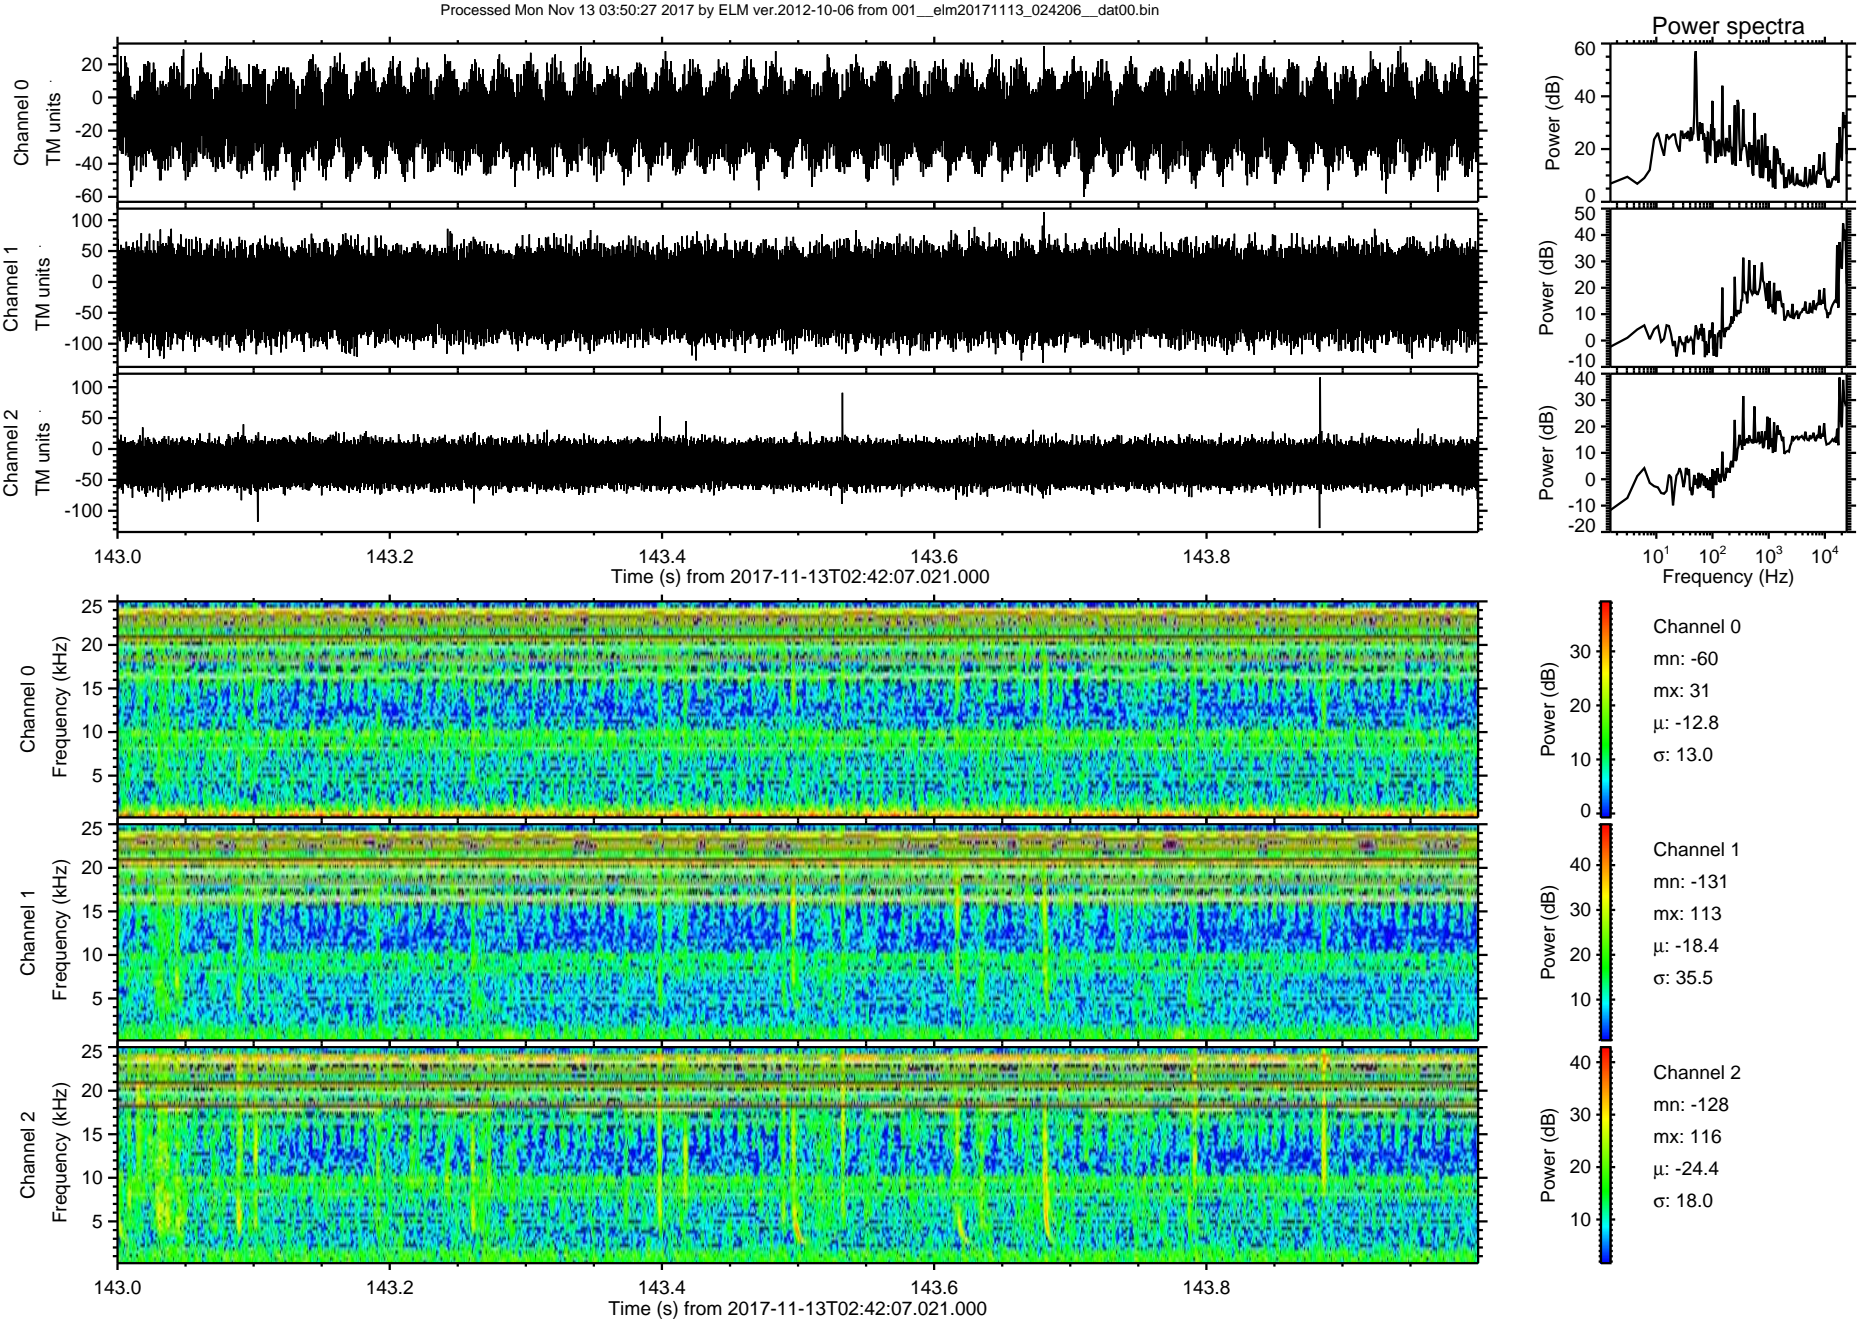 Processed Mon Nov 13 03:50:27 2017 by ELM ver.2012-10-06 from 001__elm20171113_024206__dat00.bin
Power spectra
Channel 0
TM units
20
0
-20
-40
-60
Power (dB)
60
40
20
0
Channel 1
TM units
100
50
0
-50
-100
Power (dB)
50
40
30
20
10
0
-10
Channel 2
TM units
100
50
0
-50
-100
Power (dB)
40
30
20
10
0
-10
-20
143.0 143.2 143.4 143.6 143.8
Time (s) from 2017-11-13T02:42:07.021.000
10^1 10^2 10^3 10^4
Frequency (Hz)
Channel 0
Frequency (kHz)
25
20
15
10
5
Power (dB)
30
20
10
0
Channel 0
mn: -60
mx: 31
μ: -12.8
σ: 13.0
Channel 1
Frequency (kHz)
25
20
15
10
5
Power (dB)
40
30
20
10
Channel 1
mn: -131
mx: 113
μ: -18.4
σ: 35.5
Channel 2
Frequency (kHz)
25
20
15
10
5
Power (dB)
40
30
20
10
Channel 2
mn: -128
mx: 116
μ: -24.4
σ: 18.0
143.0 143.2 143.4 143.6 143.8
Time (s) from 2017-11-13T02:42:07.021.000